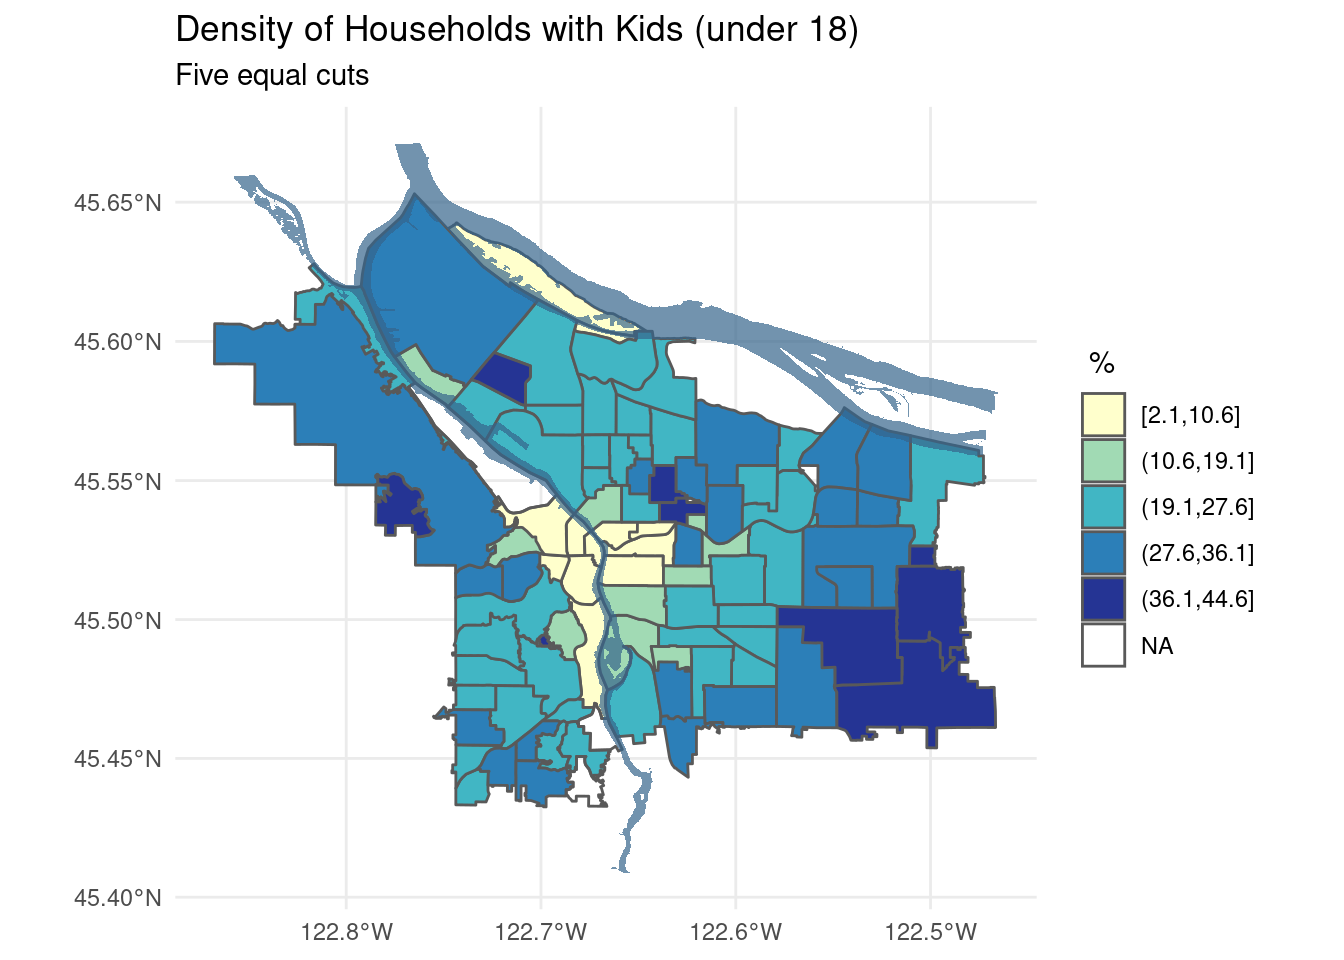 Density of Households with Kids (under 18)
Five equal cuts
45.65°N
45.60°N
45.55°N
45.50°N
45.45°N
45.40°N
122.8°W
122.7°W
122.6°W
122.5°W
%
[2.1,10.6]
(10.6,19.1]
(19.1,27.6]
(27.6,36.1]
(36.1,44.6]
NA